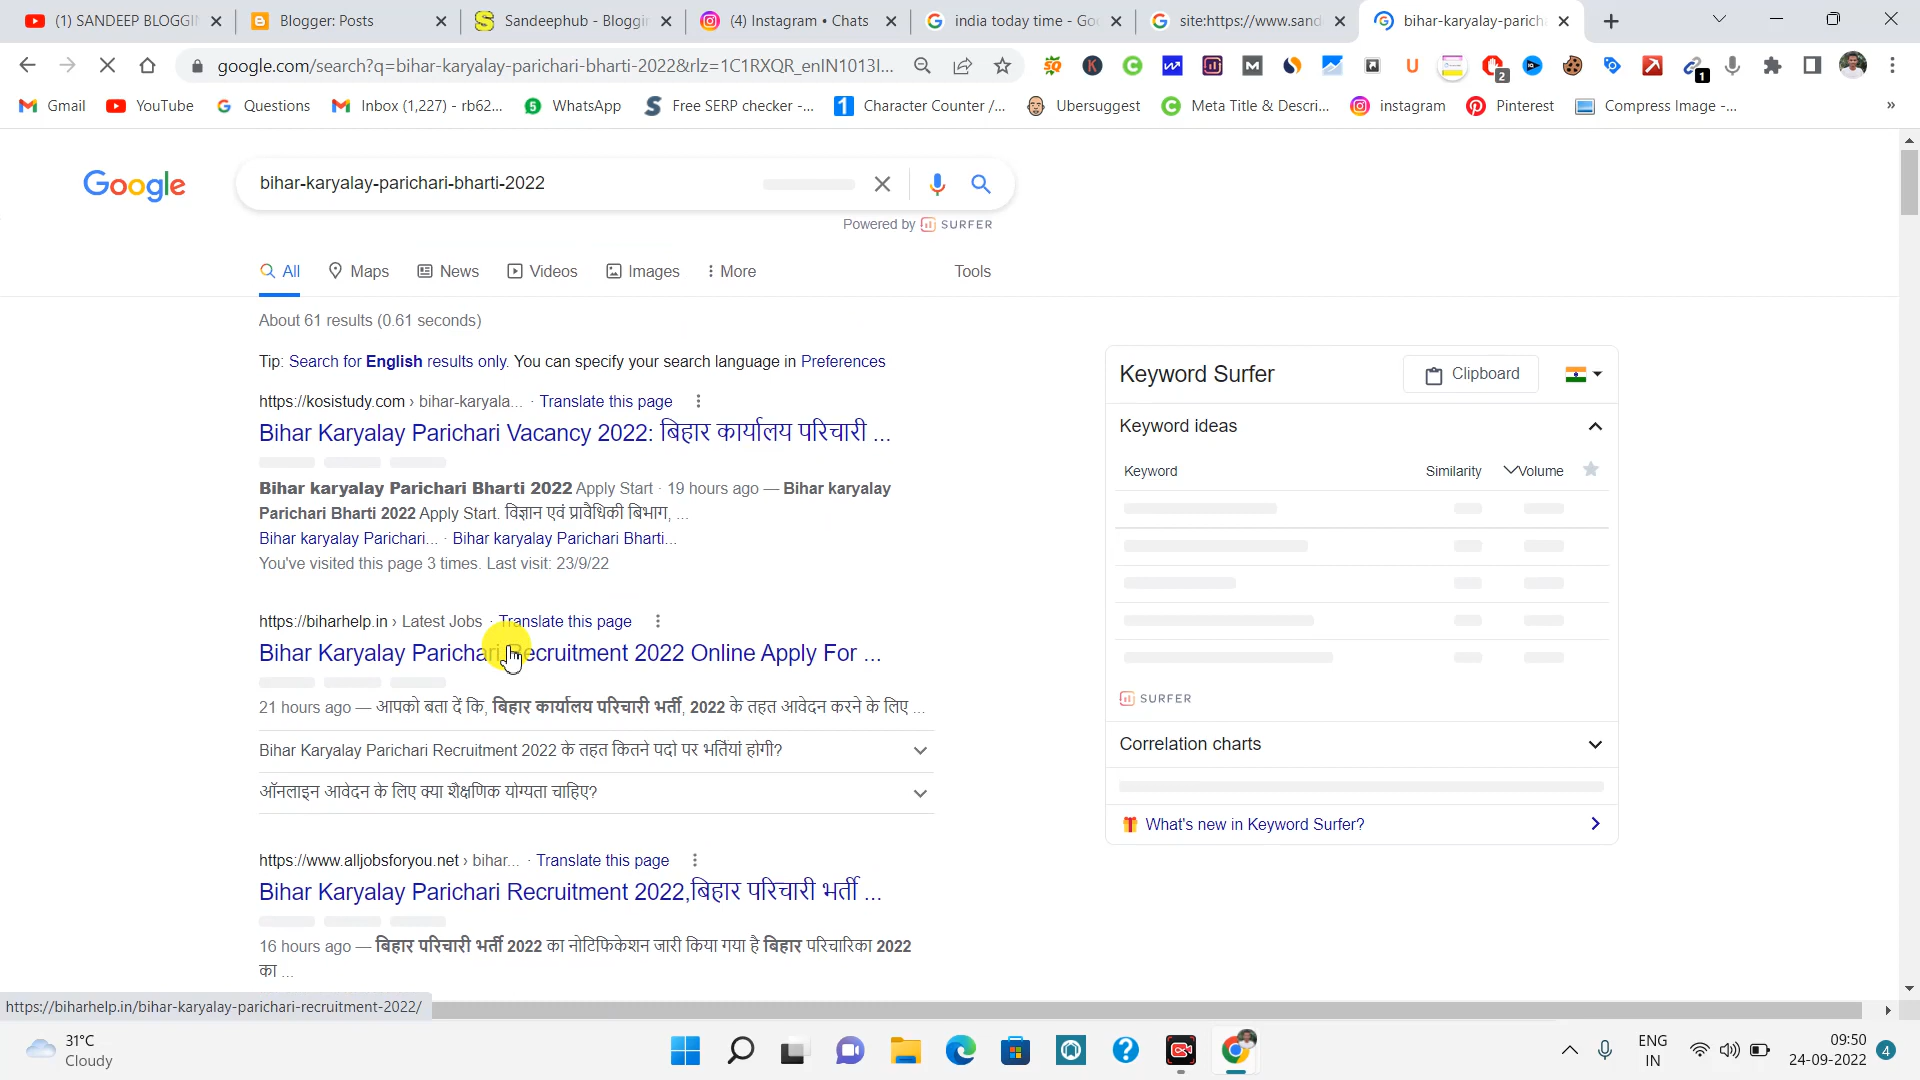 (1) SANDEEP BLOGGI
Blogger: Posts
Sandeephub - Bloggi
(4) Instagram • Chats
india today time - Go
site:https://www.sand
bihar-karyalay-parich
google.com/search?q=bihar-karyalay-parichari-bharti-2022&rlz=1C1RXQR_enIN1013I...
2
1
Gmail
YouTube
Questions
Inbox (1,227) - rb62...
WhatsApp
Free SERP checker -...
Character Counter /...
Ubersuggest
Meta Title & Descri...
instagram
Pinterest
Compress Image -...
»
Google
bihar-karyalay-parichari-bharti-2022
Powered by SURFER
All
Maps
News
Videos
Images
More
Tools
About 61 results (0.61 seconds)
Tip: Search for English results only. You can specify your search language in Preferences
https://kosistudy.com › bihar-karyala... · Translate this page
Bihar Karyalay Parichari Vacancy 2022: बिहार कार्यालय परिचारी ...
Bihar karyalay Parichari Bharti 2022 Apply Start · 19 hours ago — Bihar karyalay
Parichari Bharti 2022 Apply Start. विज्ञान एवं प्रावैधिकी बिभाग, ...
Bihar karyalay Parichari... · Bihar karyalay Parichari Bharti...
You've visited this page 3 times. Last visit: 23/9/22
https://biharhelp.in › Latest Jobs · Translate this page
Bihar Karyalay Parichari Recruitment 2022 Online Apply For ...
21 hours ago — आपको बता दें कि, बिहार कार्यालय परिचारी भर्ती, 2022 के तहत आवेदन करने के लिए ...
Bihar Karyalay Parichari Recruitment 2022 के तहत कितने पदो पर भर्तियां होगी?
ऑनलाइन आवेदन के लिए क्या शैक्षणिक योग्यता चाहिए?
https://www.alljobsforyou.net › bihar... · Translate this page
Bihar Karyalay Parichari Recruitment 2022,बिहार परिचारी भर्ती ...
16 hours ago — बिहार परिचारी भर्ती 2022 का नोटिफिकेशन जारी किया गया है बिहार परिचारिका 2022
का ...
Keyword Surfer
Clipboard
Keyword ideas
Keyword
Similarity
Volume
SURFER
Correlation charts
What's new in Keyword Surfer?
https://biharhelp.in/bihar-karyalay-parichari-recruitment-2022/
31°C
Cloudy
ENG
IN
09:50
24-09-2022
4